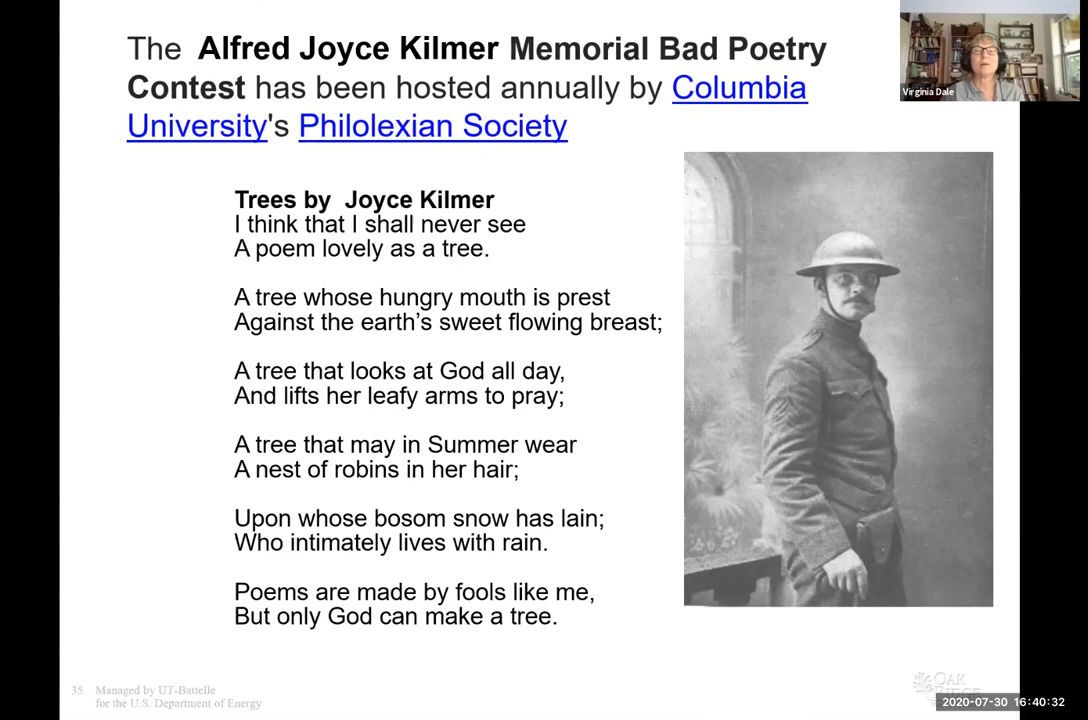 The Alfred Joyce Kilmer Memorial Bad Poetry
Contest has been hosted annually by Columbia
University's Philolexian Society
Virginia Dale
Trees by Joyce Kilmer
I think that I shall never see
A poem lovely as a tree.
A tree whose hungry mouth is prest
Against the earth’s sweet flowing breast;
A tree that looks at God all day,
And lifts her leafy arms to pray;
A tree that may in Summer wear
A nest of robins in her hair;
Upon whose bosom snow has lain;
Who intimately lives with rain.
Poems are made by fools like me,
But only God can make a tree.
35 Managed by UT-Battelle
for the U.S. Department of Energy
OAK
2020-07-30 16:40:32